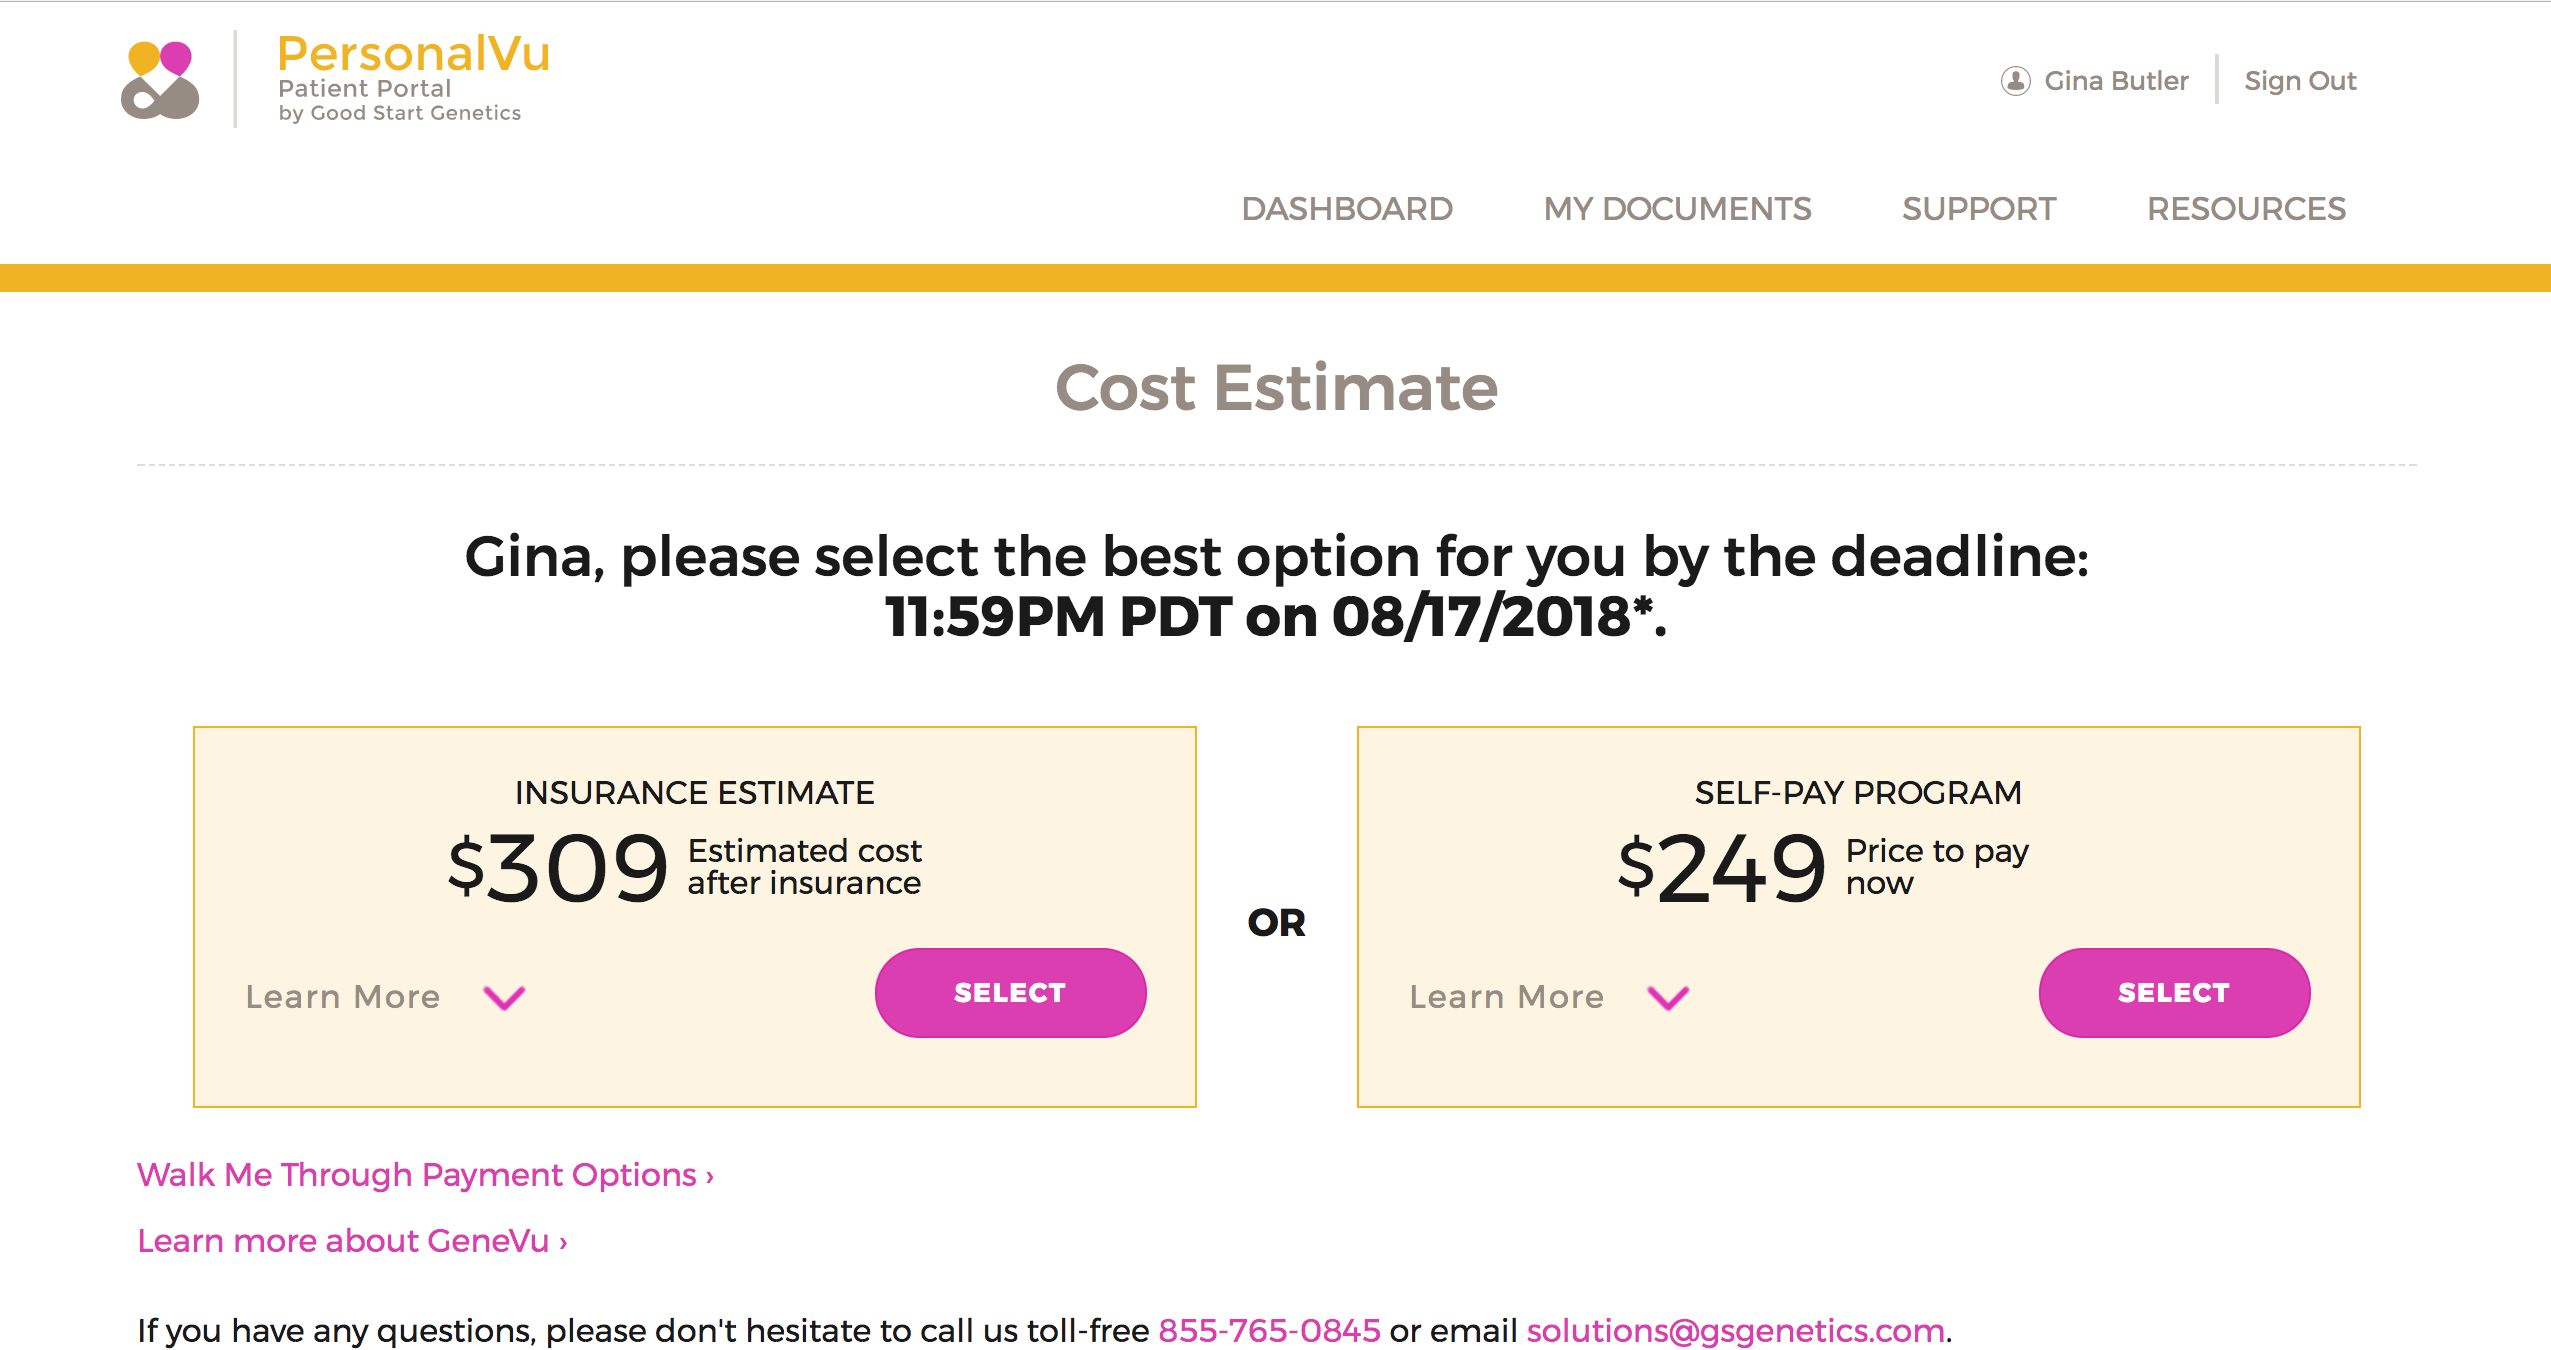 PersonalVu
Patient Portal
by Good Start Genetics
Gina Butler
Sign Out
DASHBOARD
MY DOCUMENTS
SUPPORT
RESOURCES
Cost Estimate
Gina, please select the best option for you by the deadline:
11:59PM PDT on 08/17/2018*.
INSURANCE ESTIMATE
$309 Estimated cost
after insurance
Learn More
SELECT
OR
SELF-PAY PROGRAM
$249 Price to pay
now
Learn More
SELECT
Walk Me Through Payment Options ›
Learn more about GeneVu ›
If you have any questions, please don't hesitate to call us toll-free 855-765-0845 or email solutions@gsgenetics.com.